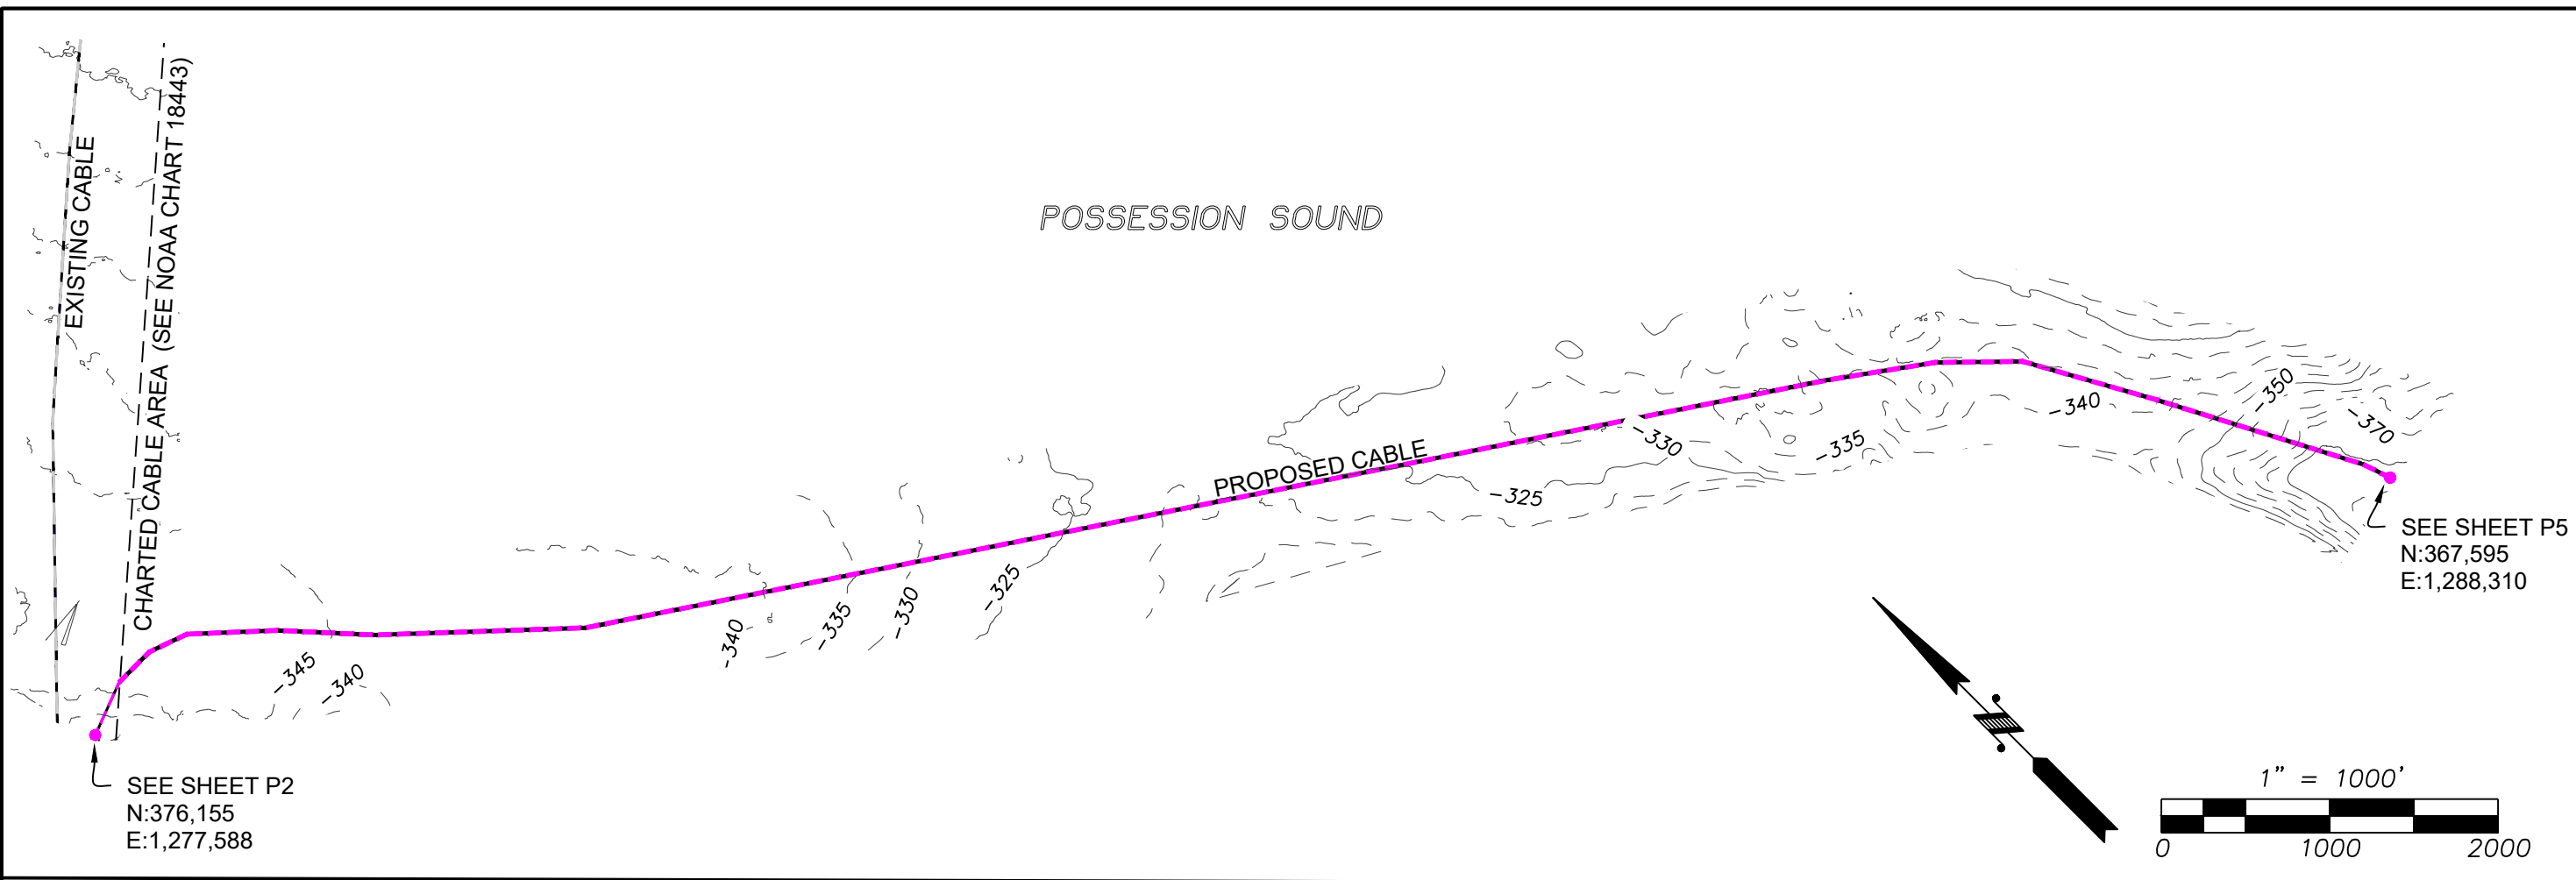 EXISTING CABLE
CHARTED CABLE AREA (SEE NOAA CHART 18443)
POSSESSION SOUND
PROPOSED CABLE
-345
-340
-340
-335
-330
-325
-325
-330
-335
-340
-350
-370
SEE SHEET P2
N:376,155
E:1,277,588
SEE SHEET P5
N:367,595
E:1,288,310
1" = 1000'
0 1000 2000